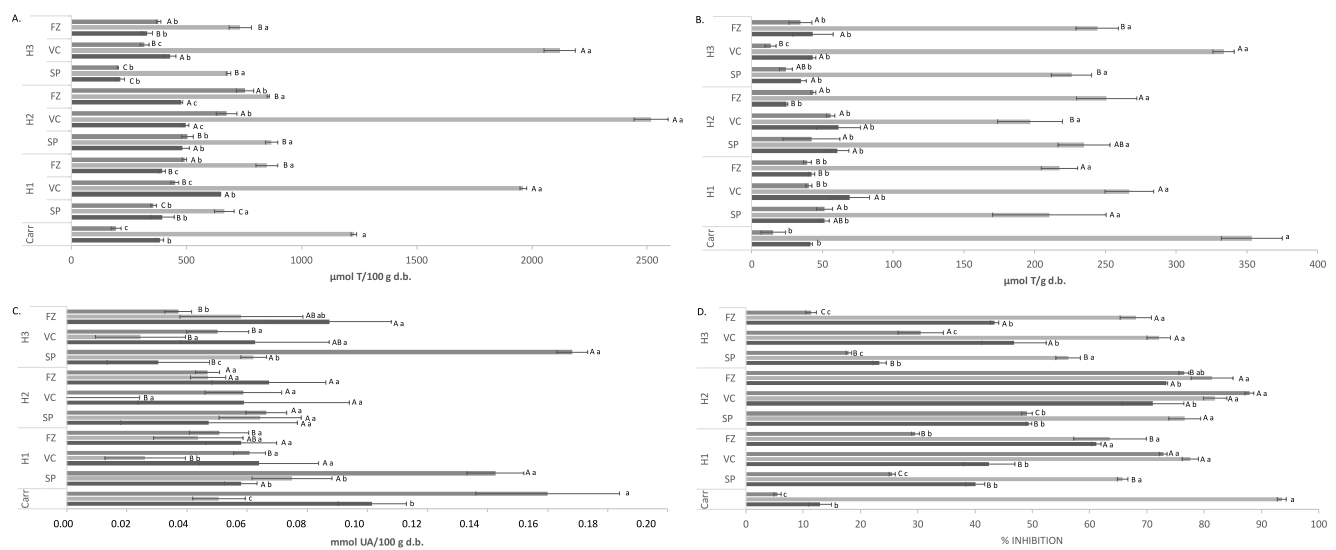 A.
FZ
A b
B a
B b
H3
VC
B c
A a
A b
SP
C b
B a
C b
FZ
A b
B a
A c
H2
VC
A b
A a
A c
SP
B b
B a
A b
FZ
A b
B a
B c
H1
VC
B c
A a
A b
SP
C b
C a
B b
Carr
c
a
b
0 500 1000 1500 2000 2500
µmol T/100 g d.b.
B.
FZ
A b
B a
A b
H3
VC
B c
A a
A b
SP
AB b
B a
A b
FZ
A b
A a
B b
H2
VC
A b
B a
A b
SP
A b
AB a
A b
FZ
B b
A a
A b
H1
VC
B b
A a
A b
SP
A b
A a
AB b
Carr
b
a
b
0 50 100 150 200 250 300 350 400
µmol T/g d.b.
C.
FZ
B b
AB ab
A a
H3
VC
B a
A a
AB a
SP
A a
A b
B c
FZ
A a
A a
A a
H2
VC
A a
B a
A a
SP
A a
A a
A a
FZ
B a
AB a
A a
H1
VC
B a
B b
A a
SP
A a
A b
A b
Carr
a
c
b
0.00 0.02 0.04 0.06 0.08 0.10 0.12 0.14 0.16 0.18 0.20
mmol UA/100 g d.b.
D.
FZ
C c
A a
A b
H3
VC
A c
A a
A b
SP
B c
B a
B b
FZ
B ab
A a
A b
H2
VC
A a
A a
A b
SP
C b
A a
B b
FZ
B b
B a
A a
H1
VC
A a
A a
B b
SP
C c
B a
B b
Carr
c
a
b
0 10 20 30 40 50 60 70 80 90 100
% INHIBITION